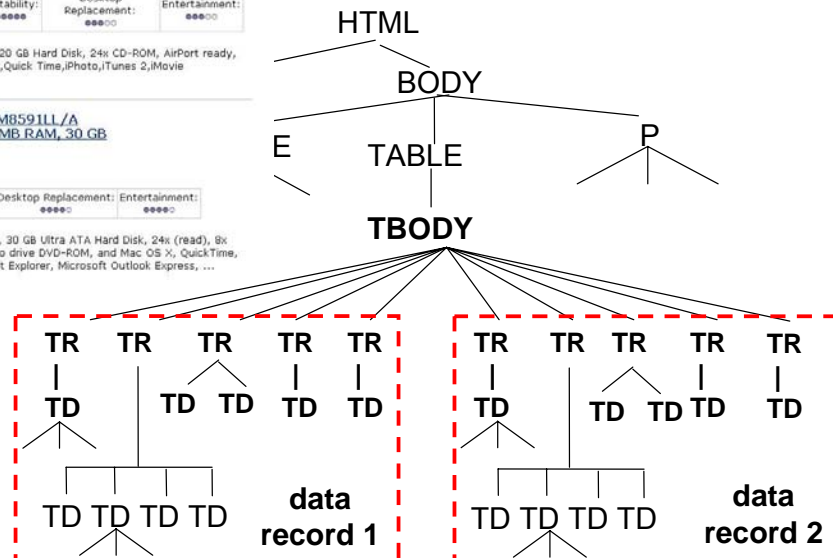 tability:
Desktop
Replacement:
Entertainment:
20 GB Hard Disk, 24x CD-ROM, AirPort ready,
,Quick Time,iPhoto,iTunes 2,iMovie
M8591LL/A
MB RAM, 30 GB
Desktop Replacement: Entertainment:
, 30 GB Ultra ATA Hard Disk, 24x (read), 8x
o drive DVD-ROM, and Mac OS X, QuickTime,
t Explorer, Microsoft Outlook Express, ...
HTML
BODY
E TABLE P
TBODY
TR TR TR TR TR
TD TD TD TD TD
TD TD TD TD
data
record 1
TR TR TR TR TR
TD TD TD TD TD
TD TD TD TD
data
record 2